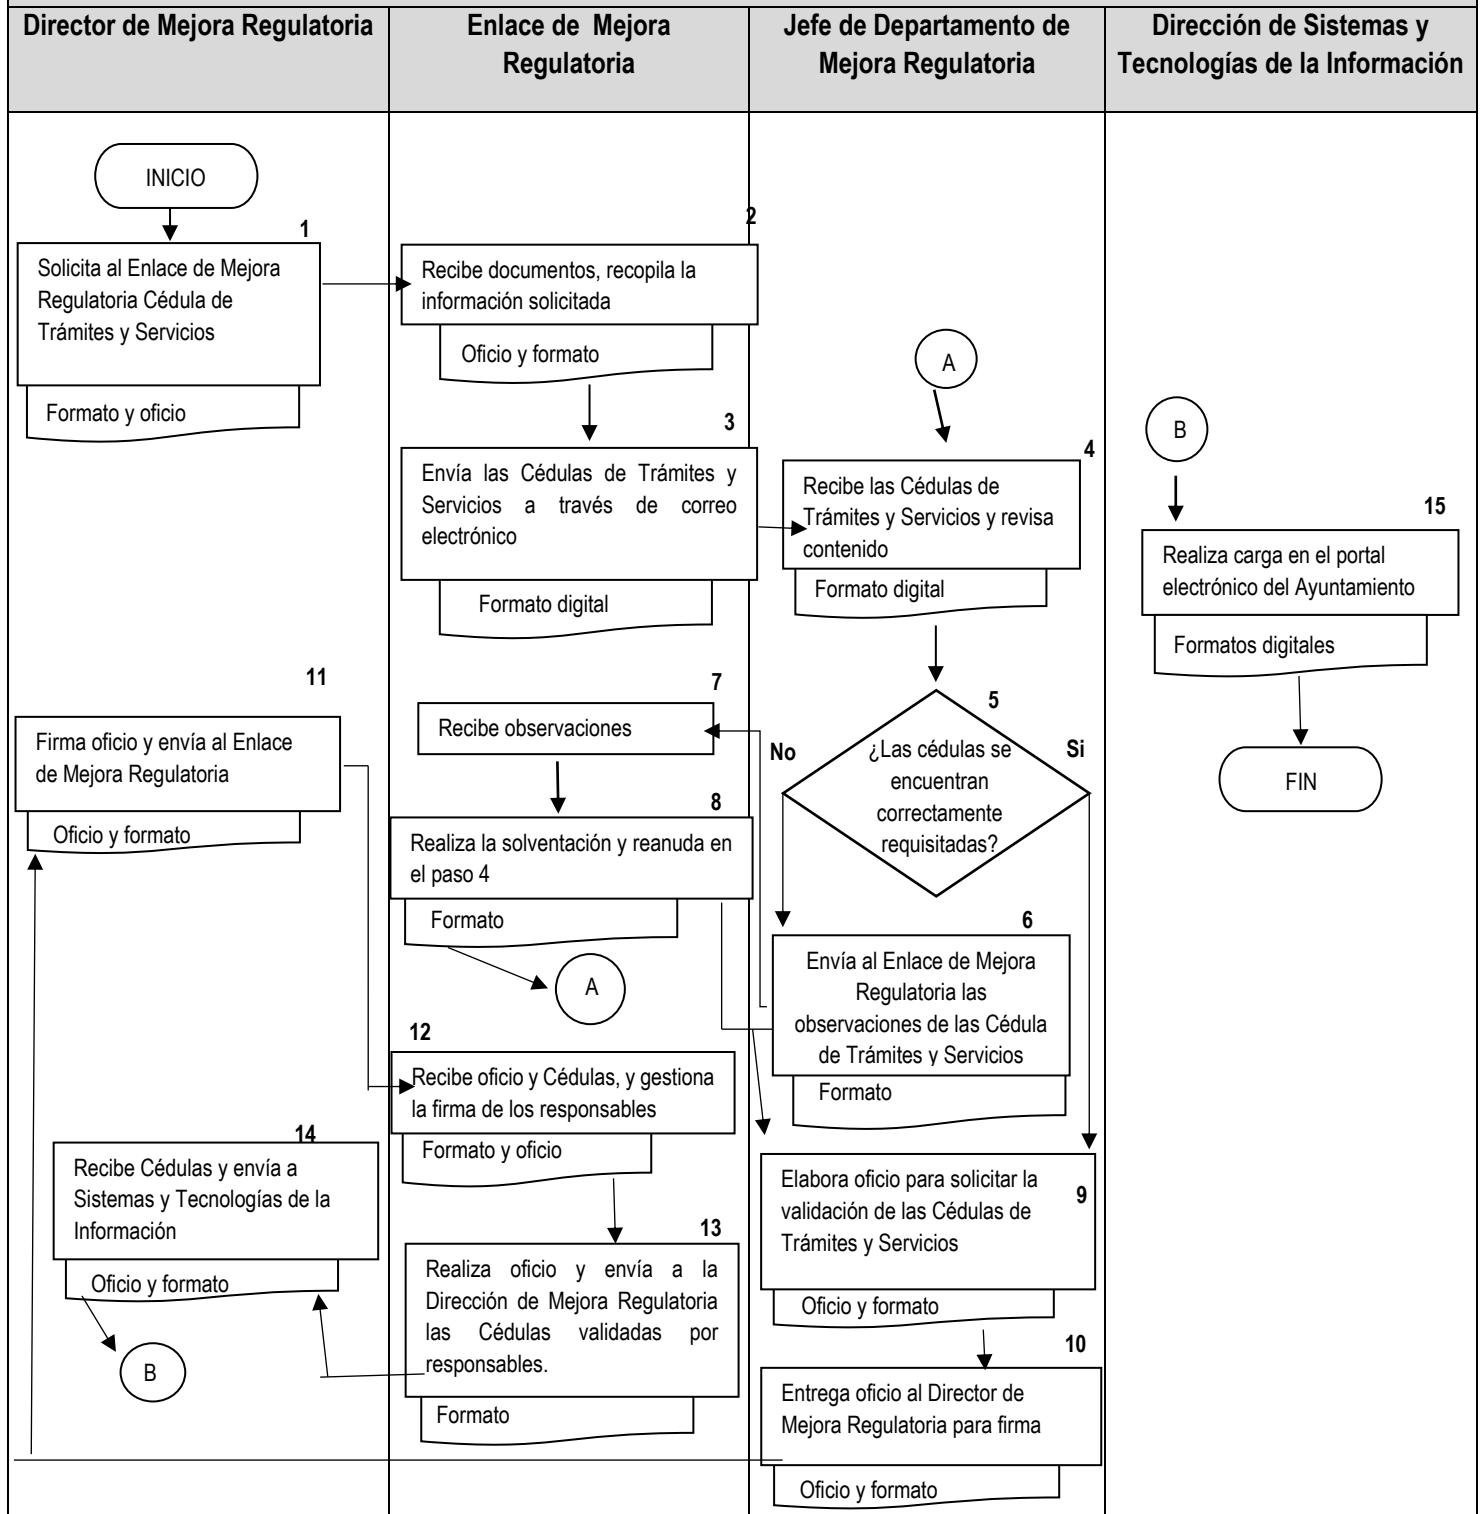 Director de Mejora Regulatoria
Enlace de Mejora
Regulatoria
Jefe de Departamento de
Mejora Regulatoria
Dirección de Sistemas y
Tecnologías de la Información
INICIO
1
Solicita al Enlace de Mejora
Regulatoria Cédula de
Trámites y Servicios
Formato y oficio
2
Recibe documentos, recopila la
información solicitada
Oficio y formato
3
Envía las Cédulas de Trámites y
Servicios a través de correo
electrónico
Formato digital
A
4
Recibe las Cédulas de
Trámites y Servicios y revisa
contenido
Formato digital
5
¿Las cédulas se
encuentran
correctamente
requisitadas?
No
Si
B
15
Realiza carga en el portal
electrónico del Ayuntamiento
Formatos digitales
FIN
6
Envía al Enlace de Mejora
Regulatoria las
observaciones de las Cédula
de Trámites y Servicios
Formato
7
Recibe observaciones
8
Realiza la solventación y reanuda en
el paso 4
Formato
A
9
Elabora oficio para solicitar la
validación de las Cédulas de
Trámites y Servicios
Oficio y formato
10
Entrega oficio al Director de
Mejora Regulatoria para firma
Oficio y formato
11
Firma oficio y envía al Enlace
de Mejora Regulatoria
Oficio y formato
12
Recibe oficio y Cédulas, y gestiona
la firma de los responsables
Formato y oficio
13
Realiza oficio y envía a la
Dirección de Mejora Regulatoria
las Cédulas validadas por
responsables.
Formato
14
Recibe Cédulas y envía a
Sistemas y Tecnologías de la
Información
Oficio y formato
B